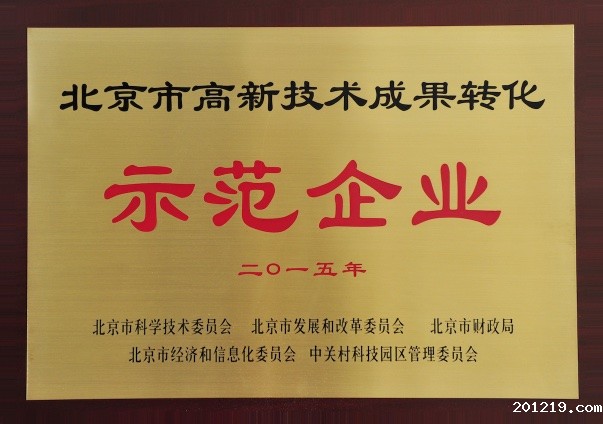 北京市高新技术成果转化
示范企业
二〇一五年
北京市科学技术委员会 北京市发展和改革委员会 北京市财政局
北京市经济和信息化委员会 中关村科技园区管理委员会
201219.com